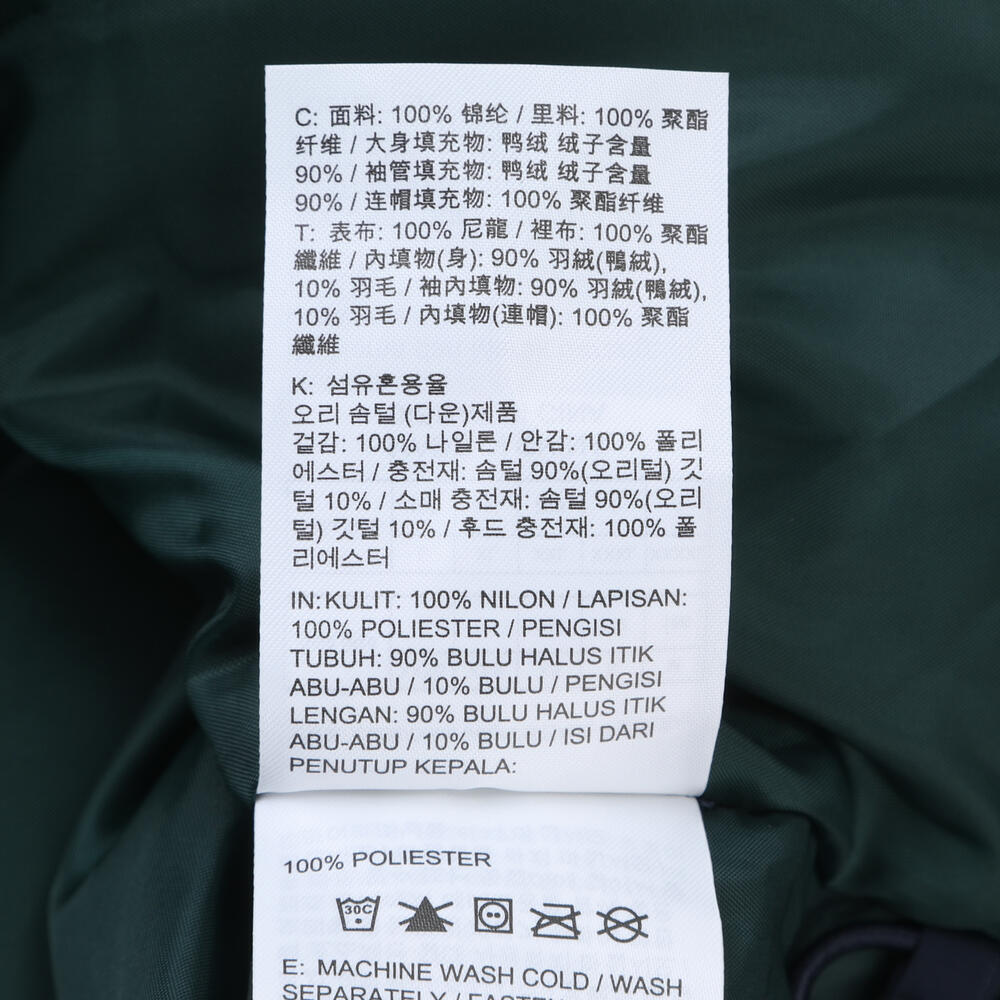 C: 面料: 100% 锦纶 / 里料: 100% 聚酯
纤维 / 大身填充物: 鸭绒 绒子含量
90% / 袖管填充物: 鸭绒 绒子含量
90% / 连帽填充物: 100% 聚酯纤维
T: 表布: 100% 尼龍 / 裡布: 100% 聚酯
纖維 / 內填物(身): 90% 羽絨(鴨絨),
10% 羽毛 / 袖內填物: 90% 羽絨(鴨絨),
10% 羽毛 / 內填物(連帽): 100% 聚酯
纖維
K: 섬유혼용율
오리 솜털 (다운)제품
겉감: 100% 나일론 / 안감: 100% 폴리
에스터 / 충전재: 솜털 90%(오리털) 깃
털 10% / 소매 충전재: 솜털 90%(오리
털) 깃털 10% / 후드 충전재: 100% 폴
리에스터
IN:KULIT: 100% NILON / LAPISAN:
100% POLIESTER / PENGISI
TUBUH: 90% BULU HALUS ITIK
ABU-ABU / 10% BULU / PENGISI
LENGAN: 90% BULU HALUS ITIK
ABU-ABU / 10% BULU / ISI DARI
PENUTUP KEPALA:
100% POLIESTER
30C
E: MACHINE WASH COLD / WASH
SEPARATELY /